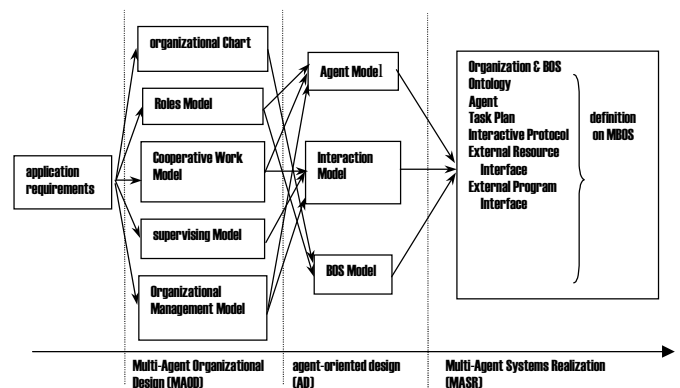 application
requirements
organizational Chart
Roles Model
Cooperative Work
Model
supervising Model
Organizational
Management Model
Agent Model
Interaction
Model
BOS Model
Organization & BOS
Ontology
Agent
Task Plan
Interactive Protocol
External Resource
Interface
External Program
Interface
definition
on MBOS
Multi-Agent Organizational
Design (MAOD)
agent-oriented design
(AD)
Multi-Agent Systems Realization
(MASR)